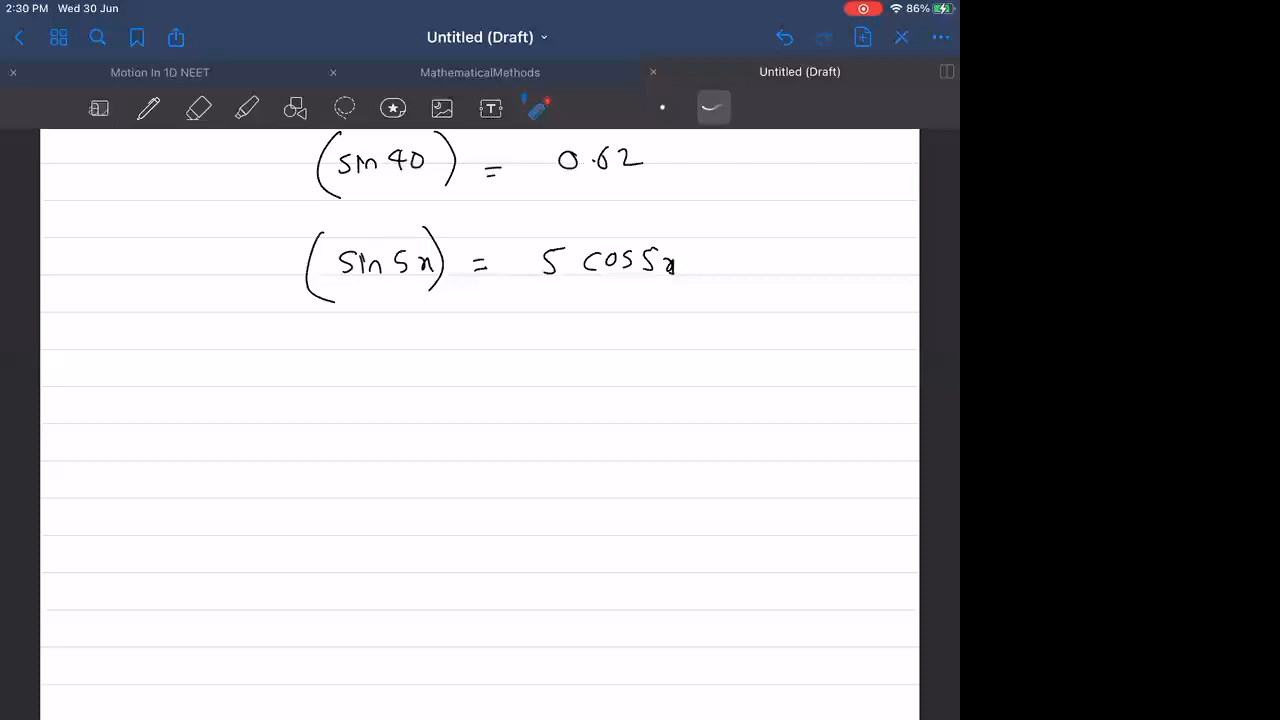 2:30 PM Wed 30 Jun 86%
Untitled (Draft)
Motion In 1D NEET MathematicalMethods Untitled (Draft)
(sin 40) = 0.62
(sin 5x) = 5 cos 5x